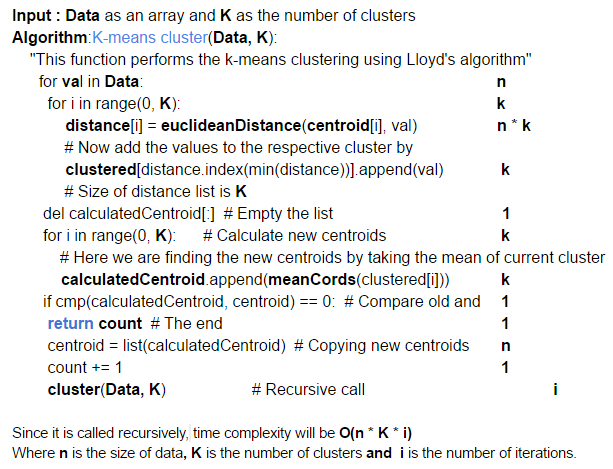 Input : Data as an array and K as the number of clusters
Algorithm:K-means cluster(Data, K):
"This function performs the k-means clustering using Lloyd's algorithm"
for val in Data: n
for i in range(0, K): k
distance[i] = euclideanDistance(centroid[i], val) n * k
# Now add the values to the respective cluster by
clustered[distance.index(min(distance))].append(val) k
# Size of distance list is K
del calculatedCentroid[:] # Empty the list 1
for i in range(0, K): # Calculate new centroids k
# Here we are finding the new centroids by taking the mean of current cluster
calculatedCentroid.append(meanCords(clustered[i])) k
if cmp(calculatedCentroid, centroid) == 0: # Compare old and 1
return count # The end 1
centroid = list(calculatedCentroid) # Copying new centroids n
count += 1 1
cluster(Data, K) # Recursive call i
Since it is called recursively, time complexity will be O(n * K * i)
Where n is the size of data, K is the number of clusters and i is the number of iterations.